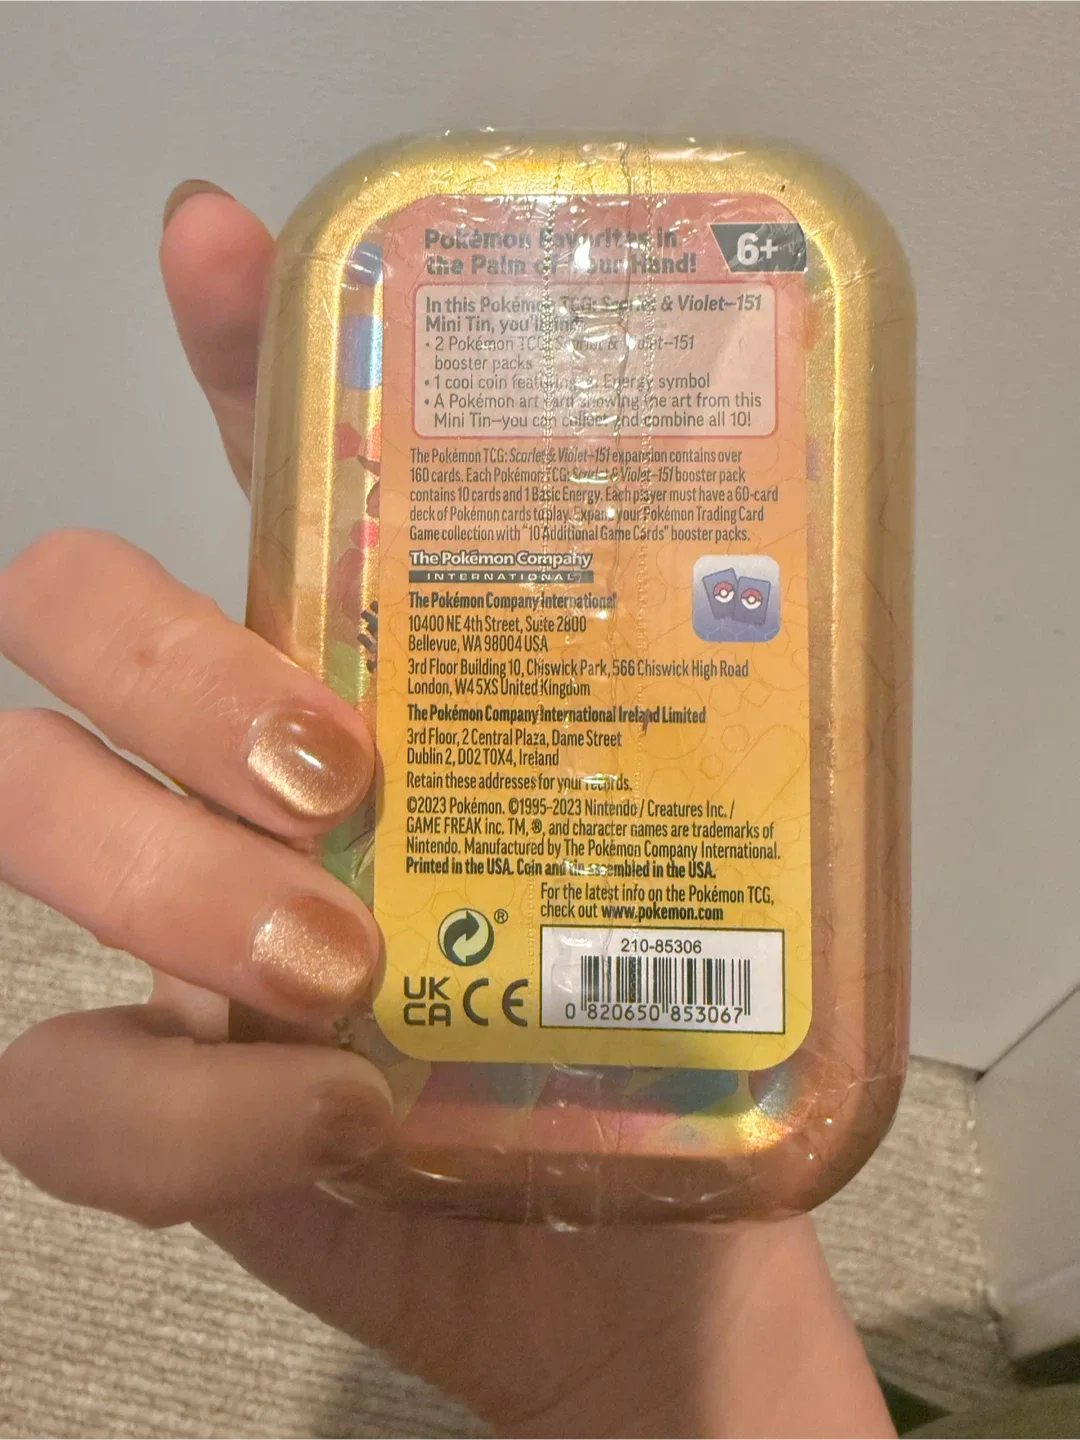 Pokémon Favorites in
the Palm of Your Hand!
6+
In this Pokémon TCG: Scarlet & Violet–151
Mini Tin, you'll find:
• 2 Pokémon TCG: Scarlet & Violet–151
booster packs
• 1 cool coin featuring an Energy symbol
• A Pokémon art card showing the art from this
Mini Tin—you can collect and combine all 10!
The Pokémon TCG: Scarlet & Violet–151 expansion contains over
160 cards. Each Pokémon TCG: Scarlet & Violet–151 booster pack
contains 10 cards and 1 Basic Energy. Each player must have a 60-card
deck of Pokémon cards to play. Expand your Pokémon Trading Card
Game collection with "10 Additional Game Cards" booster packs.
The Pokémon Company
INTERNATIONAL
The Pokémon Company International
10400 NE 4th Street, Suite 2800
Bellevue, WA 98004 USA
3rd Floor Building 10, Chiswick Park, 566 Chiswick High Road
London, W4 5XS United Kingdom
The Pokémon Company International Ireland Limited
3rd Floor, 2 Central Plaza, Dame Street
Dublin 2, D02 T0X4, Ireland
Retain these addresses for your records.
©2023 Pokémon. ©1995–2023 Nintendo / Creatures Inc. /
GAME FREAK inc. TM, ®, and character names are trademarks of
Nintendo. Manufactured by The Pokémon Company International.
Printed in the USA. Coin and tin assembled in the USA.
For the latest info on the Pokémon TCG,
check out www.pokemon.com
®
UK
CA CE
210-85306
0 820650 853067